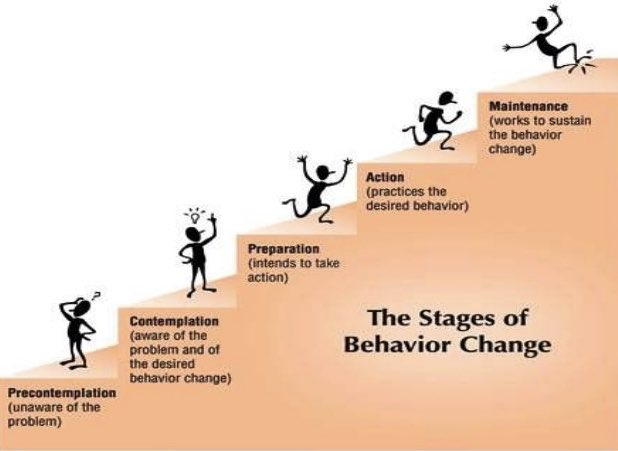 Maintenance
(works to sustain
the behavior
change)
Action
(practices the
desired behavior)
Preparation
(intends to take
action)
The Stages of
Behavior Change
Contemplation
(aware of the
problem and of
the desired
behavior change)
Precontemplation
(unaware of the
problem)
?